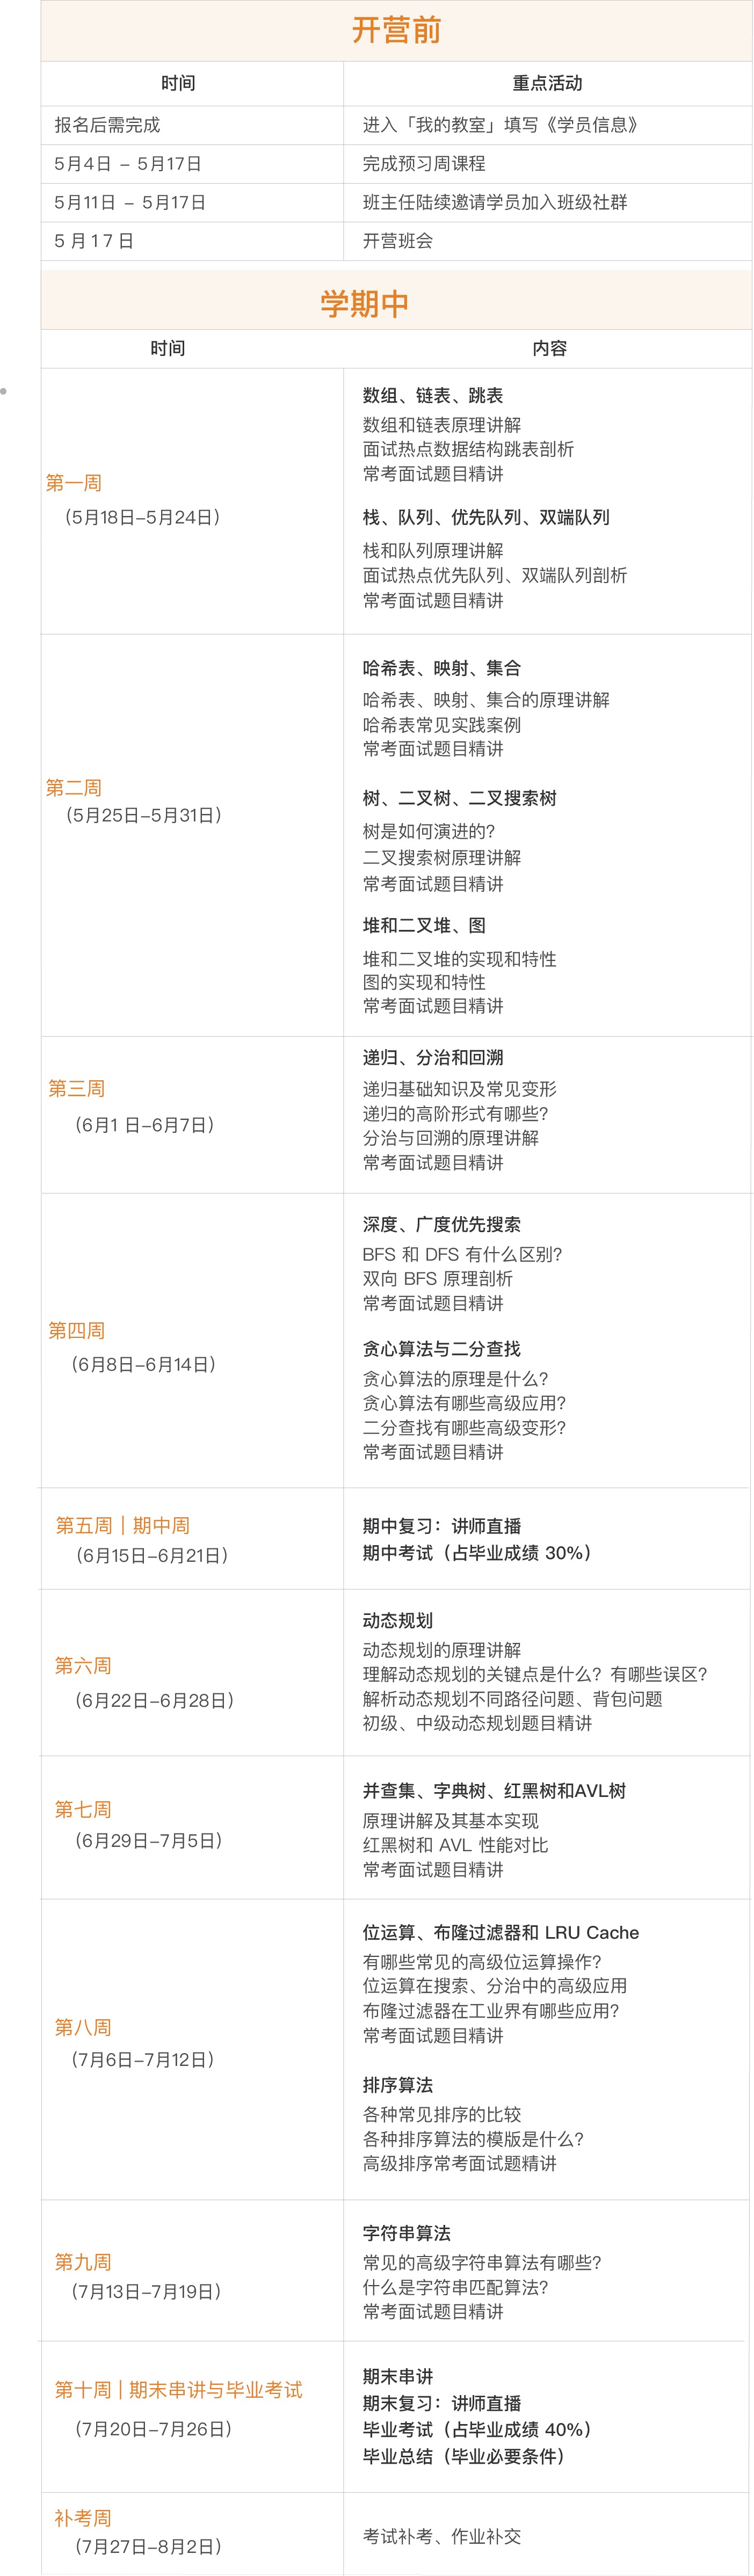 开营前
时间 重点活动
报名后需完成 进入「我的教室」填写《学员信息》
5月4日 – 5月17日 完成预习周课程
5月11日 – 5月17日 班主任陆续邀请学员加入班级社群
5月17日 开营班会
学期中
时间 内容
第一周
（5月18日–5月24日）
数组、链表、跳表
数组和链表原理讲解
面试热点数据结构跳表剖析
常考面试题目精讲
栈、队列、优先队列、双端队列
栈和队列原理讲解
面试热点优先队列、双端队列剖析
常考面试题目精讲
第二周
（5月25日–5月31日）
哈希表、映射、集合
哈希表、映射、集合的原理讲解
哈希表常见实践案例
常考面试题目精讲
树、二叉树、二叉搜索树
树是如何演进的？
二叉搜索树原理讲解
常考面试题目精讲
堆和二叉堆、图
堆和二叉堆的实现和特性
图的实现和特性
常考面试题目精讲
第三周
（6月1 日–6月7日）
递归、分治和回溯
递归基础知识及常见变形
递归的高阶形式有哪些？
分治与回溯的原理讲解
常考面试题目精讲
第四周
（6月8日–6月14日）
深度、广度优先搜索
BFS 和 DFS 有什么区别？
双向 BFS 原理剖析
常考面试题目精讲
贪心算法与二分查找
贪心算法的原理是什么？
贪心算法有哪些高级应用？
二分查找有哪些高级变形？
常考面试题目精讲
第五周 | 期中周
（6月15日–6月21日）
期中复习：讲师直播
期中考试（占毕业成绩 30%）
第六周
（6月22日–6月28日）
动态规划
动态规划的原理讲解
理解动态规划的关键点是什么？有哪些误区？
解析动态规划不同路径问题、背包问题
初级、中级动态规划题目精讲
第七周
（6月29日–7月5日）
并查集、字典树、红黑树和AVL树
原理讲解及其基本实现
红黑树和 AVL 性能对比
常考面试题目精讲
第八周
（7月6日–7月12日）
位运算、布隆过滤器和 LRU Cache
有哪些常见的高级位运算操作？
位运算在搜索、分治中的高级应用
布隆过滤器在工业界有哪些应用？
常考面试题目精讲
排序算法
各种常见排序的比较
各种排序算法的模版是什么？
高级排序常考面试题精讲
第九周
（7月13日–7月19日）
字符串算法
常见的高级字符串算法有哪些？
什么是字符串匹配算法？
常考面试题目精讲
第十周 | 期末串讲与毕业考试
（7月20日–7月26日）
期末串讲
期末复习：讲师直播
毕业考试（占毕业成绩 40%）
毕业总结（毕业必要条件）
补考周
（7月27日–8月2日）
考试补考、作业补交